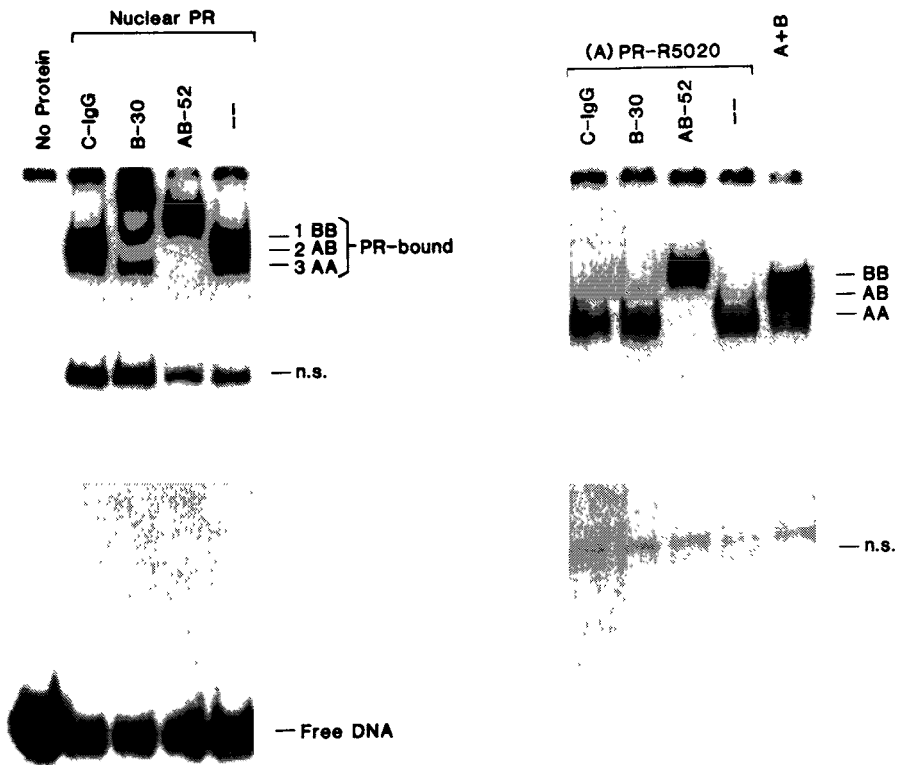 Nuclear PR
No Protein
C-IgG
B-30
AB-52
--
1 BB
2 AB
3 AA
PR-bound
n.s.
Free DNA
(A) PR-R5020
A+B
C-IgG
B-30
AB-52
--
BB
AB
AA
n.s.